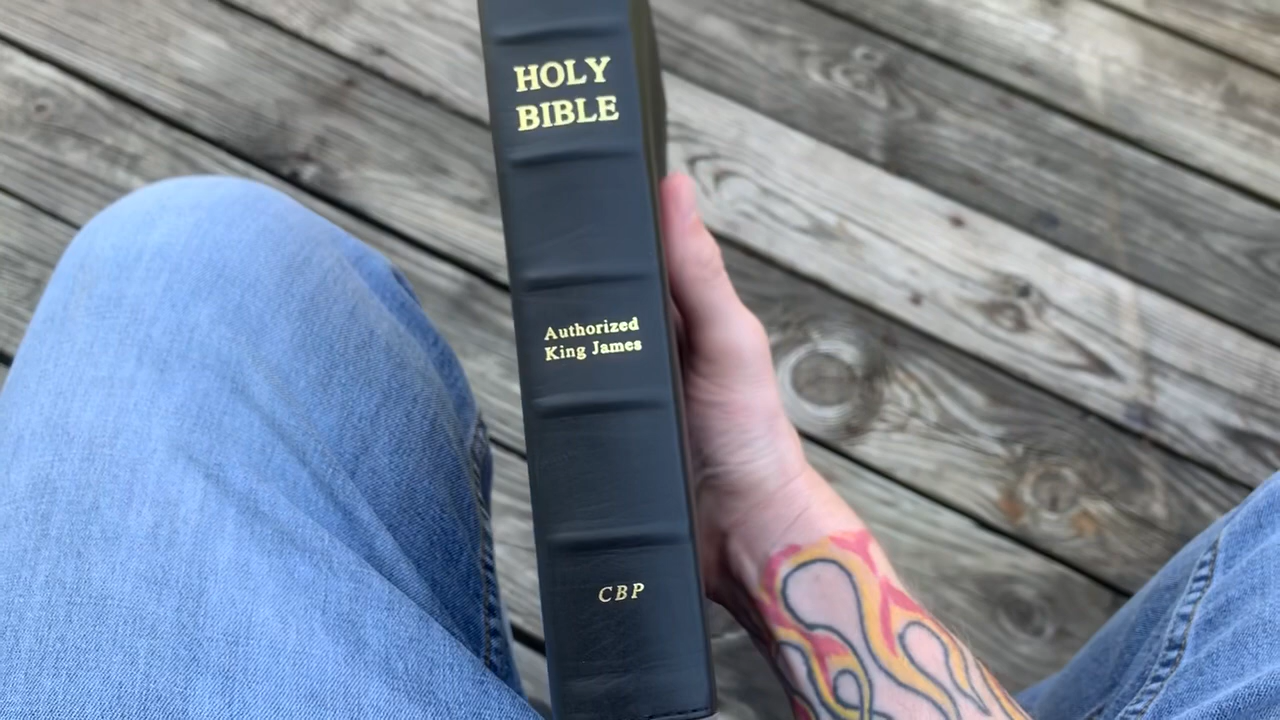 HOLY
BIBLE
Authorized
King James
CBP